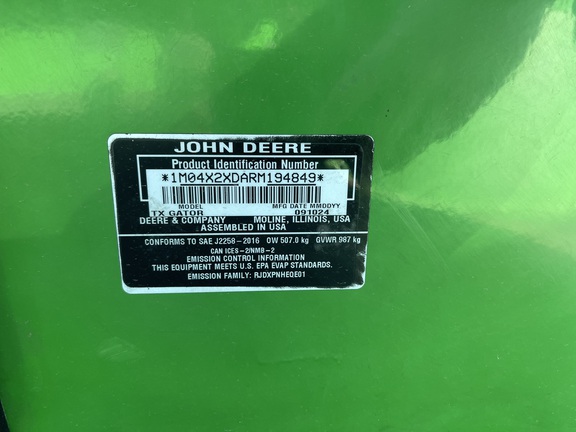 JOHN DEERE
Product Identification Number
*1M04X2XDARM194849*
MODEL MFG DATE MMDDYY
TX GATOR 091024
DEERE & COMPANY MOLINE, ILLINOIS, USA
ASSEMBLED IN USA
CONFORMS TO SAE J2258-2016 OW 507.0 kg GVWR 987 kg
CAN ICES-2/NMB-2
EMISSION CONTROL INFORMATION
THIS EQUIPMENT MEETS U.S. EPA EVAP STANDARDS.
EMISSION FAMILY: RJDXPNHEQE01